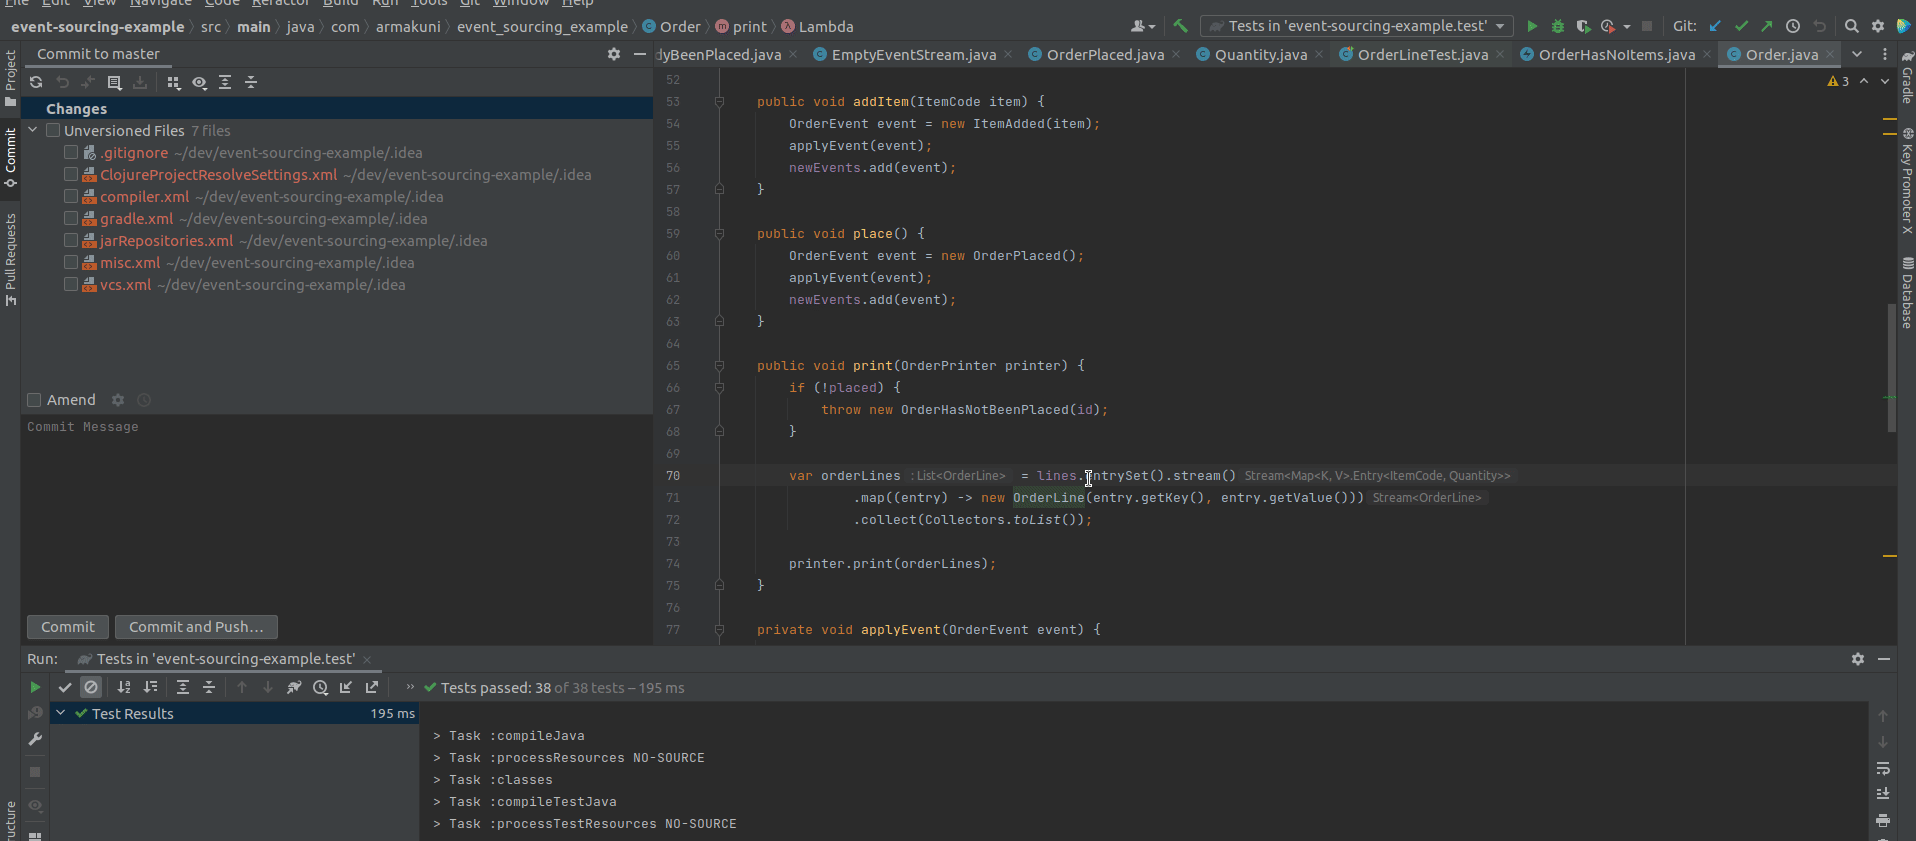 File Edit View Navigate Code Refactor Build Run Tools Git Window Help
event-sourcing-example > src > main > java > com > armakuni > event_sourcing_example > Order > print > Lambda
Tests in 'event-sourcing-example.test'
Git:
Project
Commit
Pull Requests
Commit to master
Changes
Unversioned Files 7 files
.gitignore ~/dev/event-sourcing-example/.idea
ClojureProjectResolveSettings.xml ~/dev/event-sourcing-example/.idea
compiler.xml ~/dev/event-sourcing-example/.idea
gradle.xml ~/dev/event-sourcing-example/.idea
jarRepositories.xml ~/dev/event-sourcing-example/.idea
misc.xml ~/dev/event-sourcing-example/.idea
vcs.xml ~/dev/event-sourcing-example/.idea
Amend
Commit Message
Commit
Commit and Push...
dyBeenPlaced.java EmptyEventStream.java OrderPlaced.java Quantity.java OrderLineTest.java OrderHasNoItems.java Order.java
3
52
53 public void addItem(ItemCode item) {
54 OrderEvent event = new ItemAdded(item);
55 applyEvent(event);
56 newEvents.add(event);
57 }
58
59 public void place() {
60 OrderEvent event = new OrderPlaced();
61 applyEvent(event);
62 newEvents.add(event);
63 }
64
65 public void print(OrderPrinter printer) {
66 if (!placed) {
67 throw new OrderHasNotBeenPlaced(id);
68 }
69
70 var orderLines : List<OrderLine> = lines.entrySet().stream() Stream<Map<K, V>.Entry<ItemCode, Quantity>>
71 .map((entry) -> new OrderLine(entry.getKey(), entry.getValue())) Stream<OrderLine>
72 .collect(Collectors.toList());
73
74 printer.print(orderLines);
75 }
76
77 private void applyEvent(OrderEvent event) {
Gradle
Key Promoter X
Database
Run: Tests in 'event-sourcing-example.test'
» Tests passed: 38 of 38 tests – 195 ms
Test Results 195 ms
> Task :compileJava
> Task :processResources NO-SOURCE
> Task :classes
> Task :compileTestJava
> Task :processTestResources NO-SOURCE
ructure